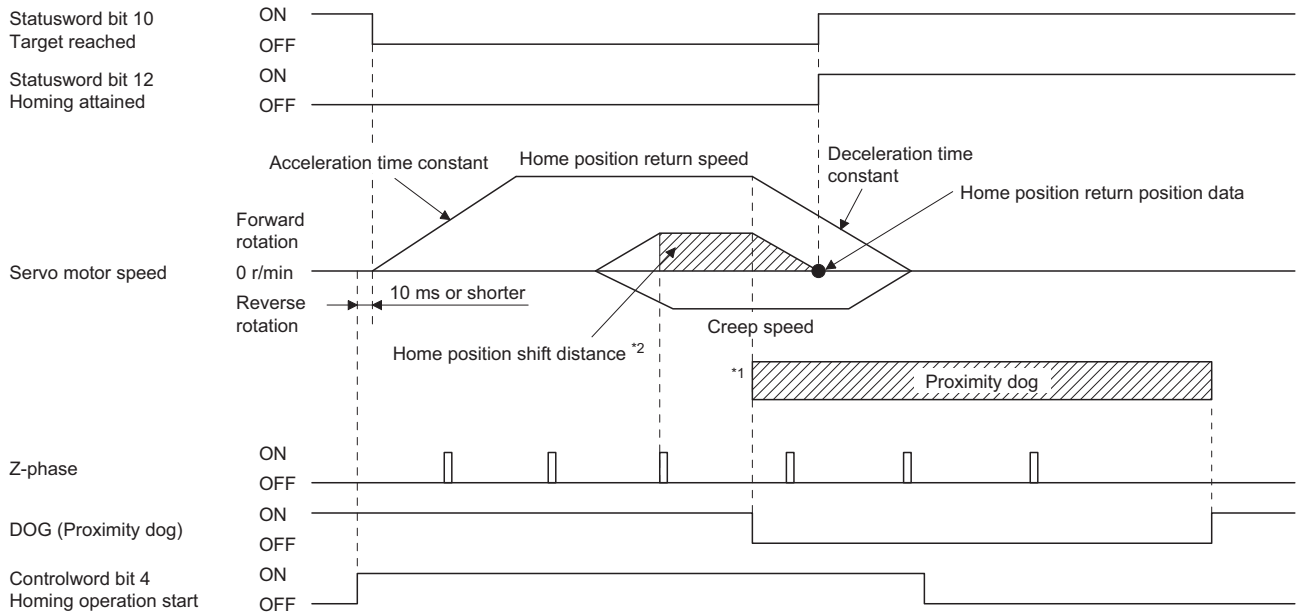 Statusword bit 10
Target reached
ON
OFF
Statusword bit 12
Homing attained
ON
OFF
Acceleration time constant
Home position return speed
Deceleration time
constant
Home position return position data
Forward
rotation
Servo motor speed
0 r/min
Reverse
rotation
10 ms or shorter
Creep speed
Home position shift distance *2
*1
Proximity dog
Z-phase
ON
OFF
DOG (Proximity dog)
ON
OFF
Controlword bit 4
Homing operation start
ON
OFF